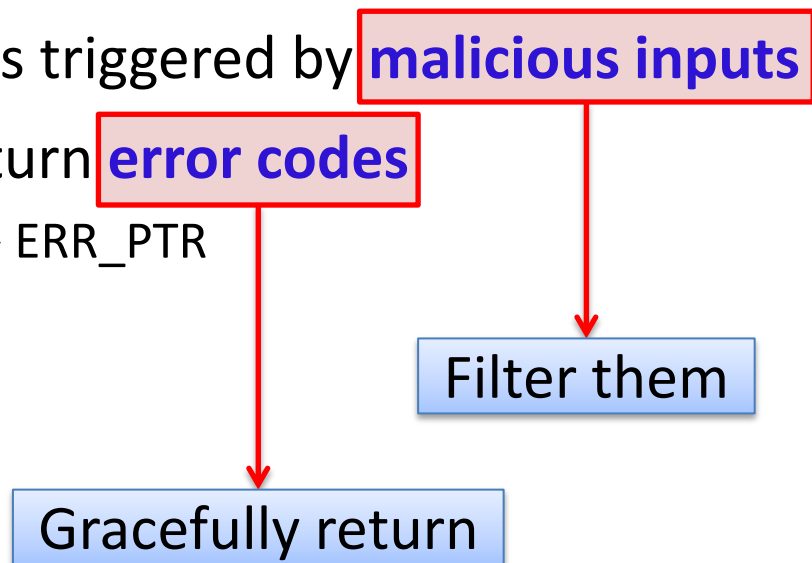 s triggered by malicious inputs
turn error codes
ERR_PTR
Filter them
Gracefully return